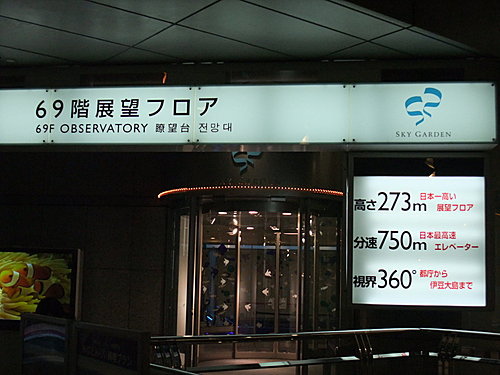 69階展望フロア
69F OBSERVATORY 瞭望台 전망대
SKY GARDEN
高さ273m 日本一高い
展望フロア
分速750m 日本最高速
エレベーター
視界360° 都庁から
伊豆大島まで